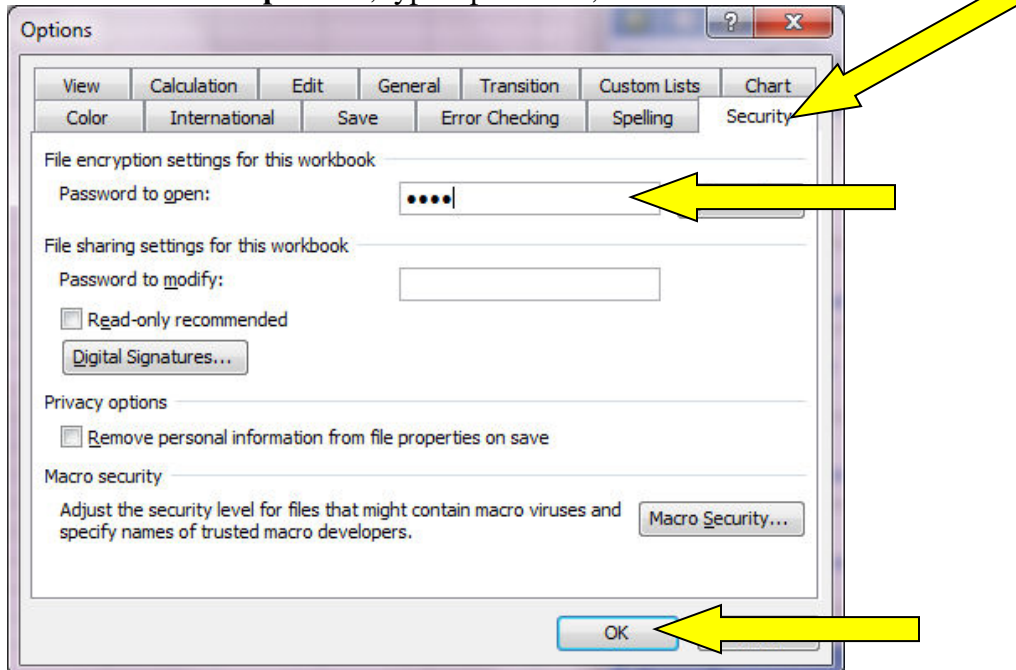 Options
View Calculation Edit General Transition Custom Lists Chart
Color International Save Error Checking Spelling Security
File encryption settings for this workbook
Password to open:
File sharing settings for this workbook
Password to modify:
Read-only recommended
Digital Signatures...
Privacy options
Remove personal information from file properties on save
Macro security
Adjust the security level for files that might contain macro viruses and
specify names of trusted macro developers.
Macro Security...
OK